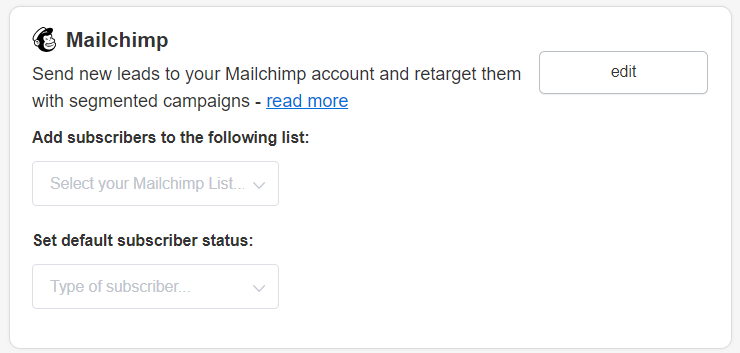 Mailchimp
Send new leads to your Mailchimp account and retarget them
with segmented campaigns - read more
edit
Add subscribers to the following list:
Select your Mailchimp List...
Set default subscriber status:
Type of subscriber...